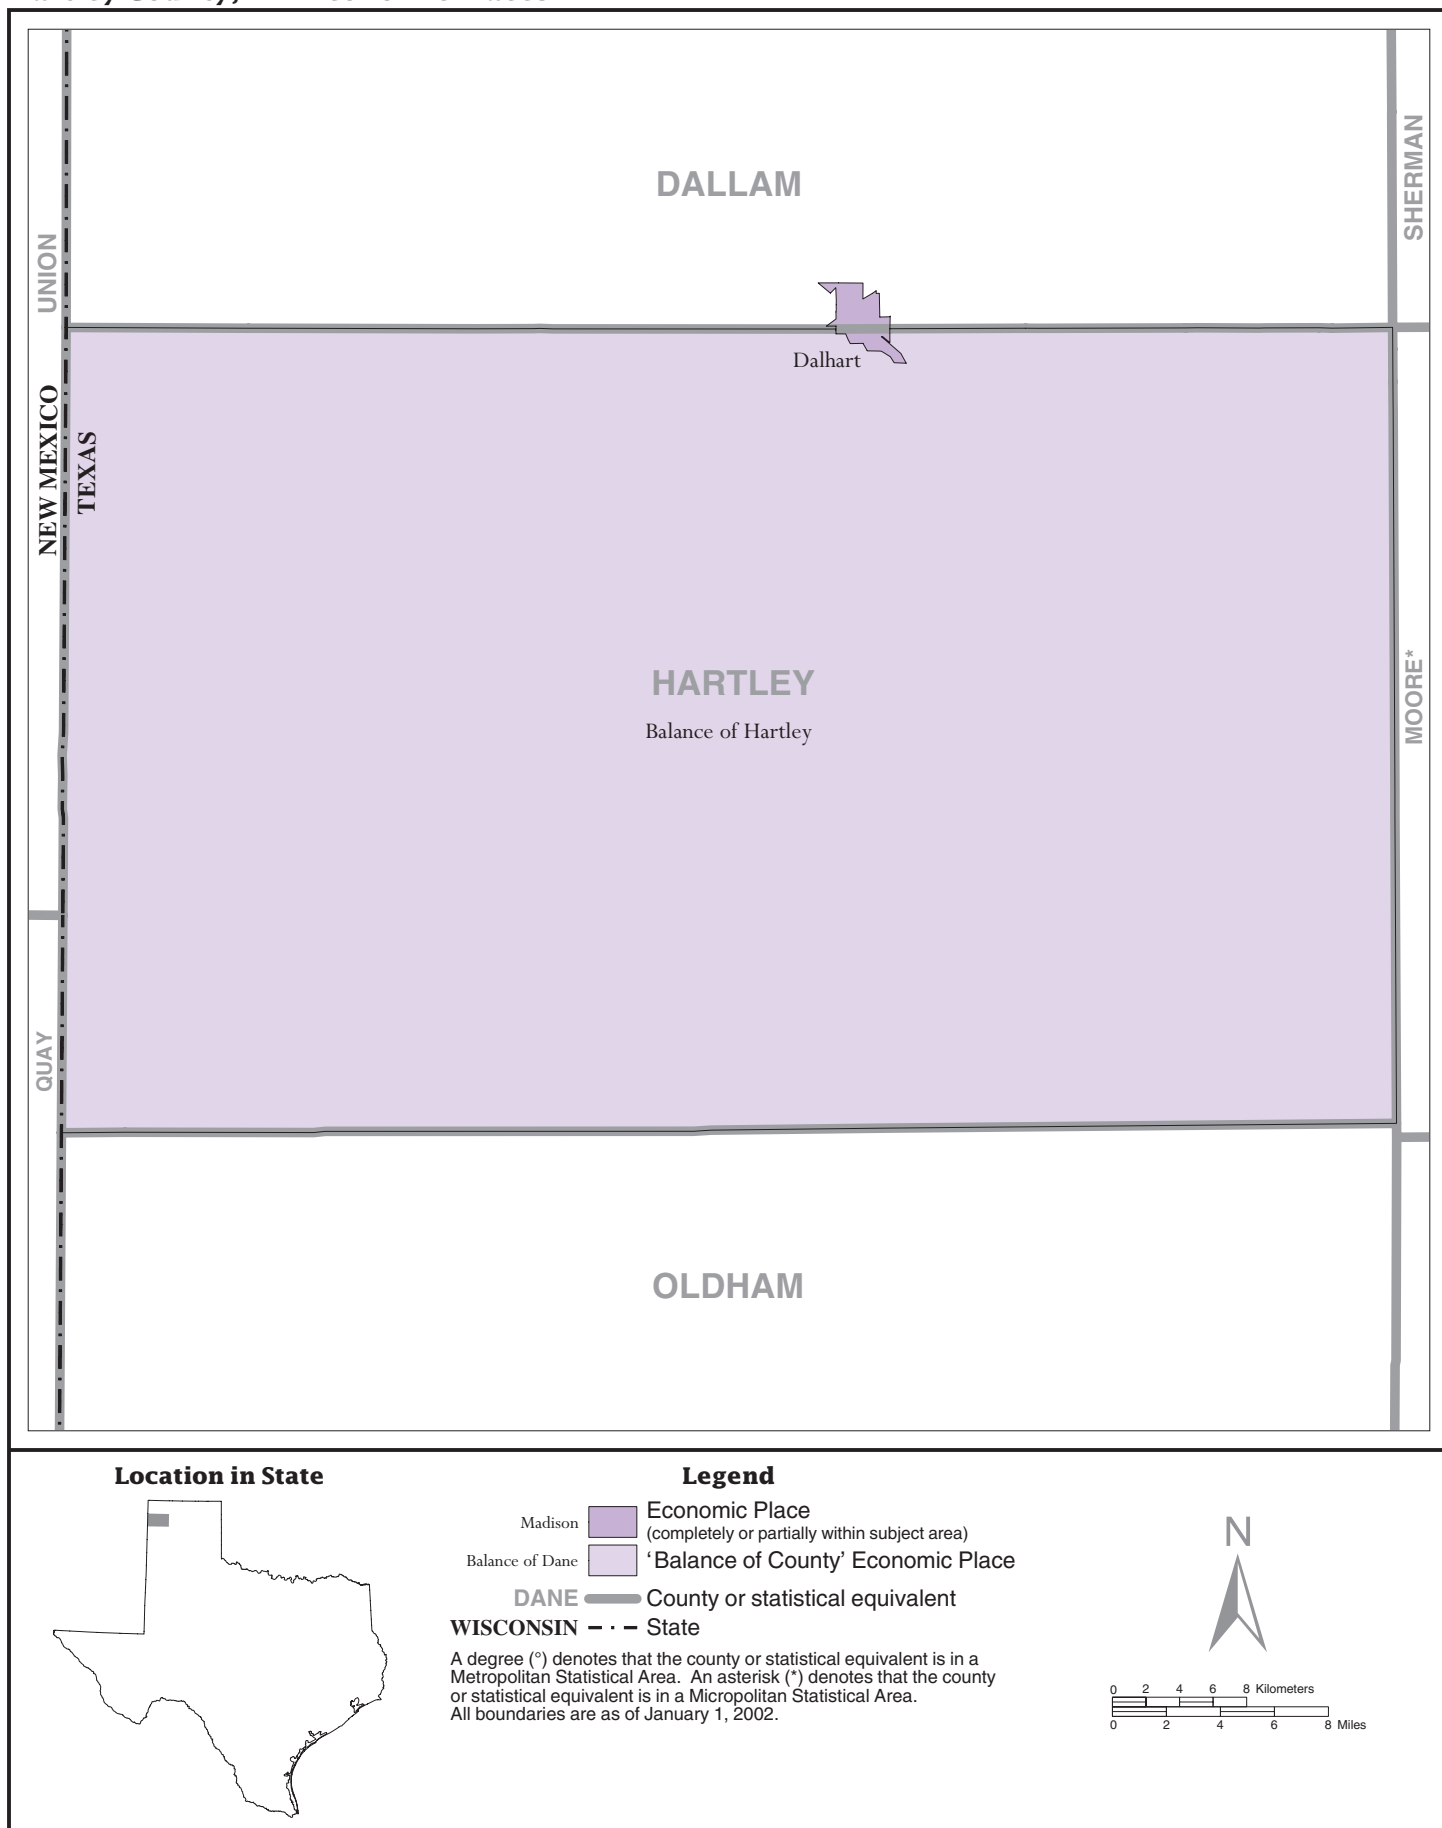 DALLAM
SHERMAN
UNION
Dalhart
NEW MEXICO
TEXAS
HARTLEY
Balance of Hartley
MOORE*
QUAY
OLDHAM
Location in State
Legend
Madison
Economic Place
(completely or partially within subject area)
Balance of Dane
'Balance of County' Economic Place
DANE
County or statistical equivalent
WISCONSIN
State
A degree (°) denotes that the county or statistical equivalent is in a
Metropolitan Statistical Area. An asterisk (*) denotes that the county
or statistical equivalent is in a Micropolitan Statistical Area.
All boundaries are as of January 1, 2002.
N
0 2 4 6 8 Kilometers
0 2 4 6 8 Miles